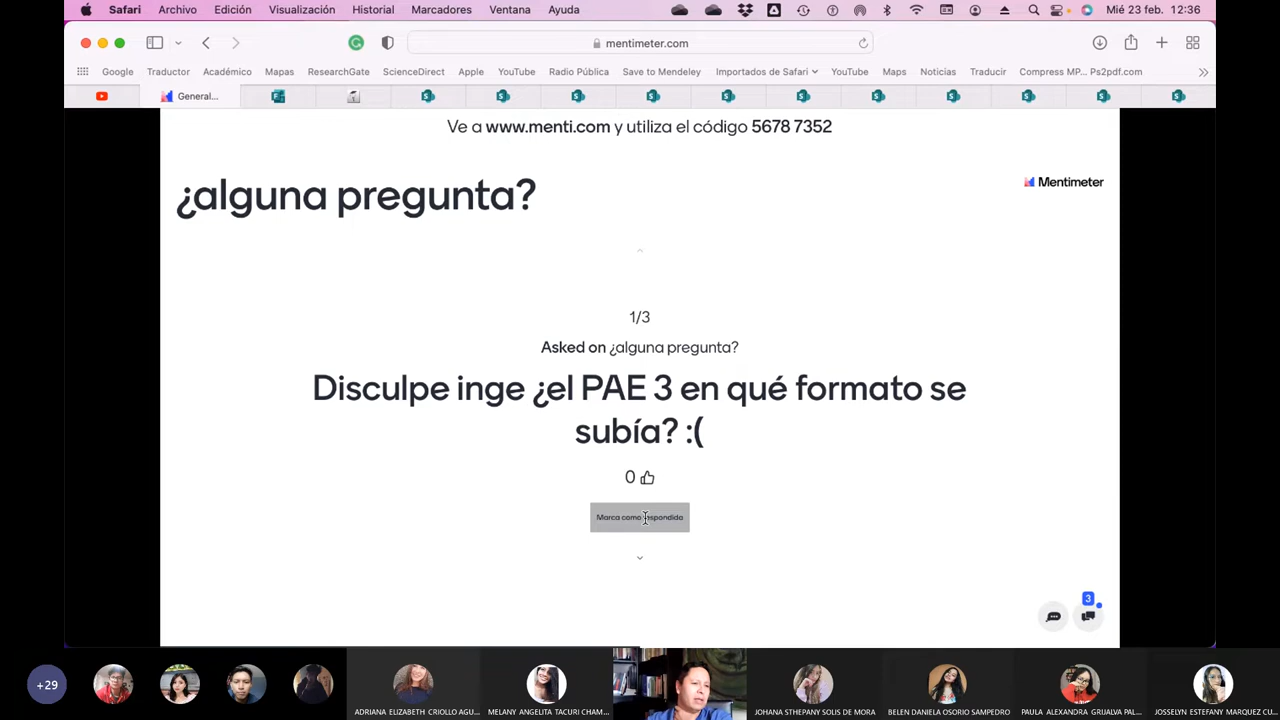 Safari Archivo Edición Visualización Historial Marcadores Ventana Ayuda Mié 23 feb. 12:36
mentimeter.com
Google Traductor Académico Mapas ResearchGate ScienceDirect Apple YouTube Radio Pública Save to Mendeley Importados de Safari YouTube Maps Noticias Traducir Compress MP... Ps2pdf.com
General...
Ve a www.menti.com y utiliza el código 5678 7352
¿alguna pregunta?
Mentimeter
1/3
Asked on ¿alguna pregunta?
Disculpe inge ¿el PAE 3 en qué formato se
subía? :(
0
Marca como respondida
3
+29
ADRIANA ELIZABETH CRIOLLO AGU... MELANY ANGELITA TACURI CHAM... JOHANA STHEPANY SOLIS DE MORA BELEN DANIELA OSORIO SAMPEDRO PAULA ALEXANDRA GRIJALVA PAL... JOSSELYN ESTEFANY MARQUEZ CU...